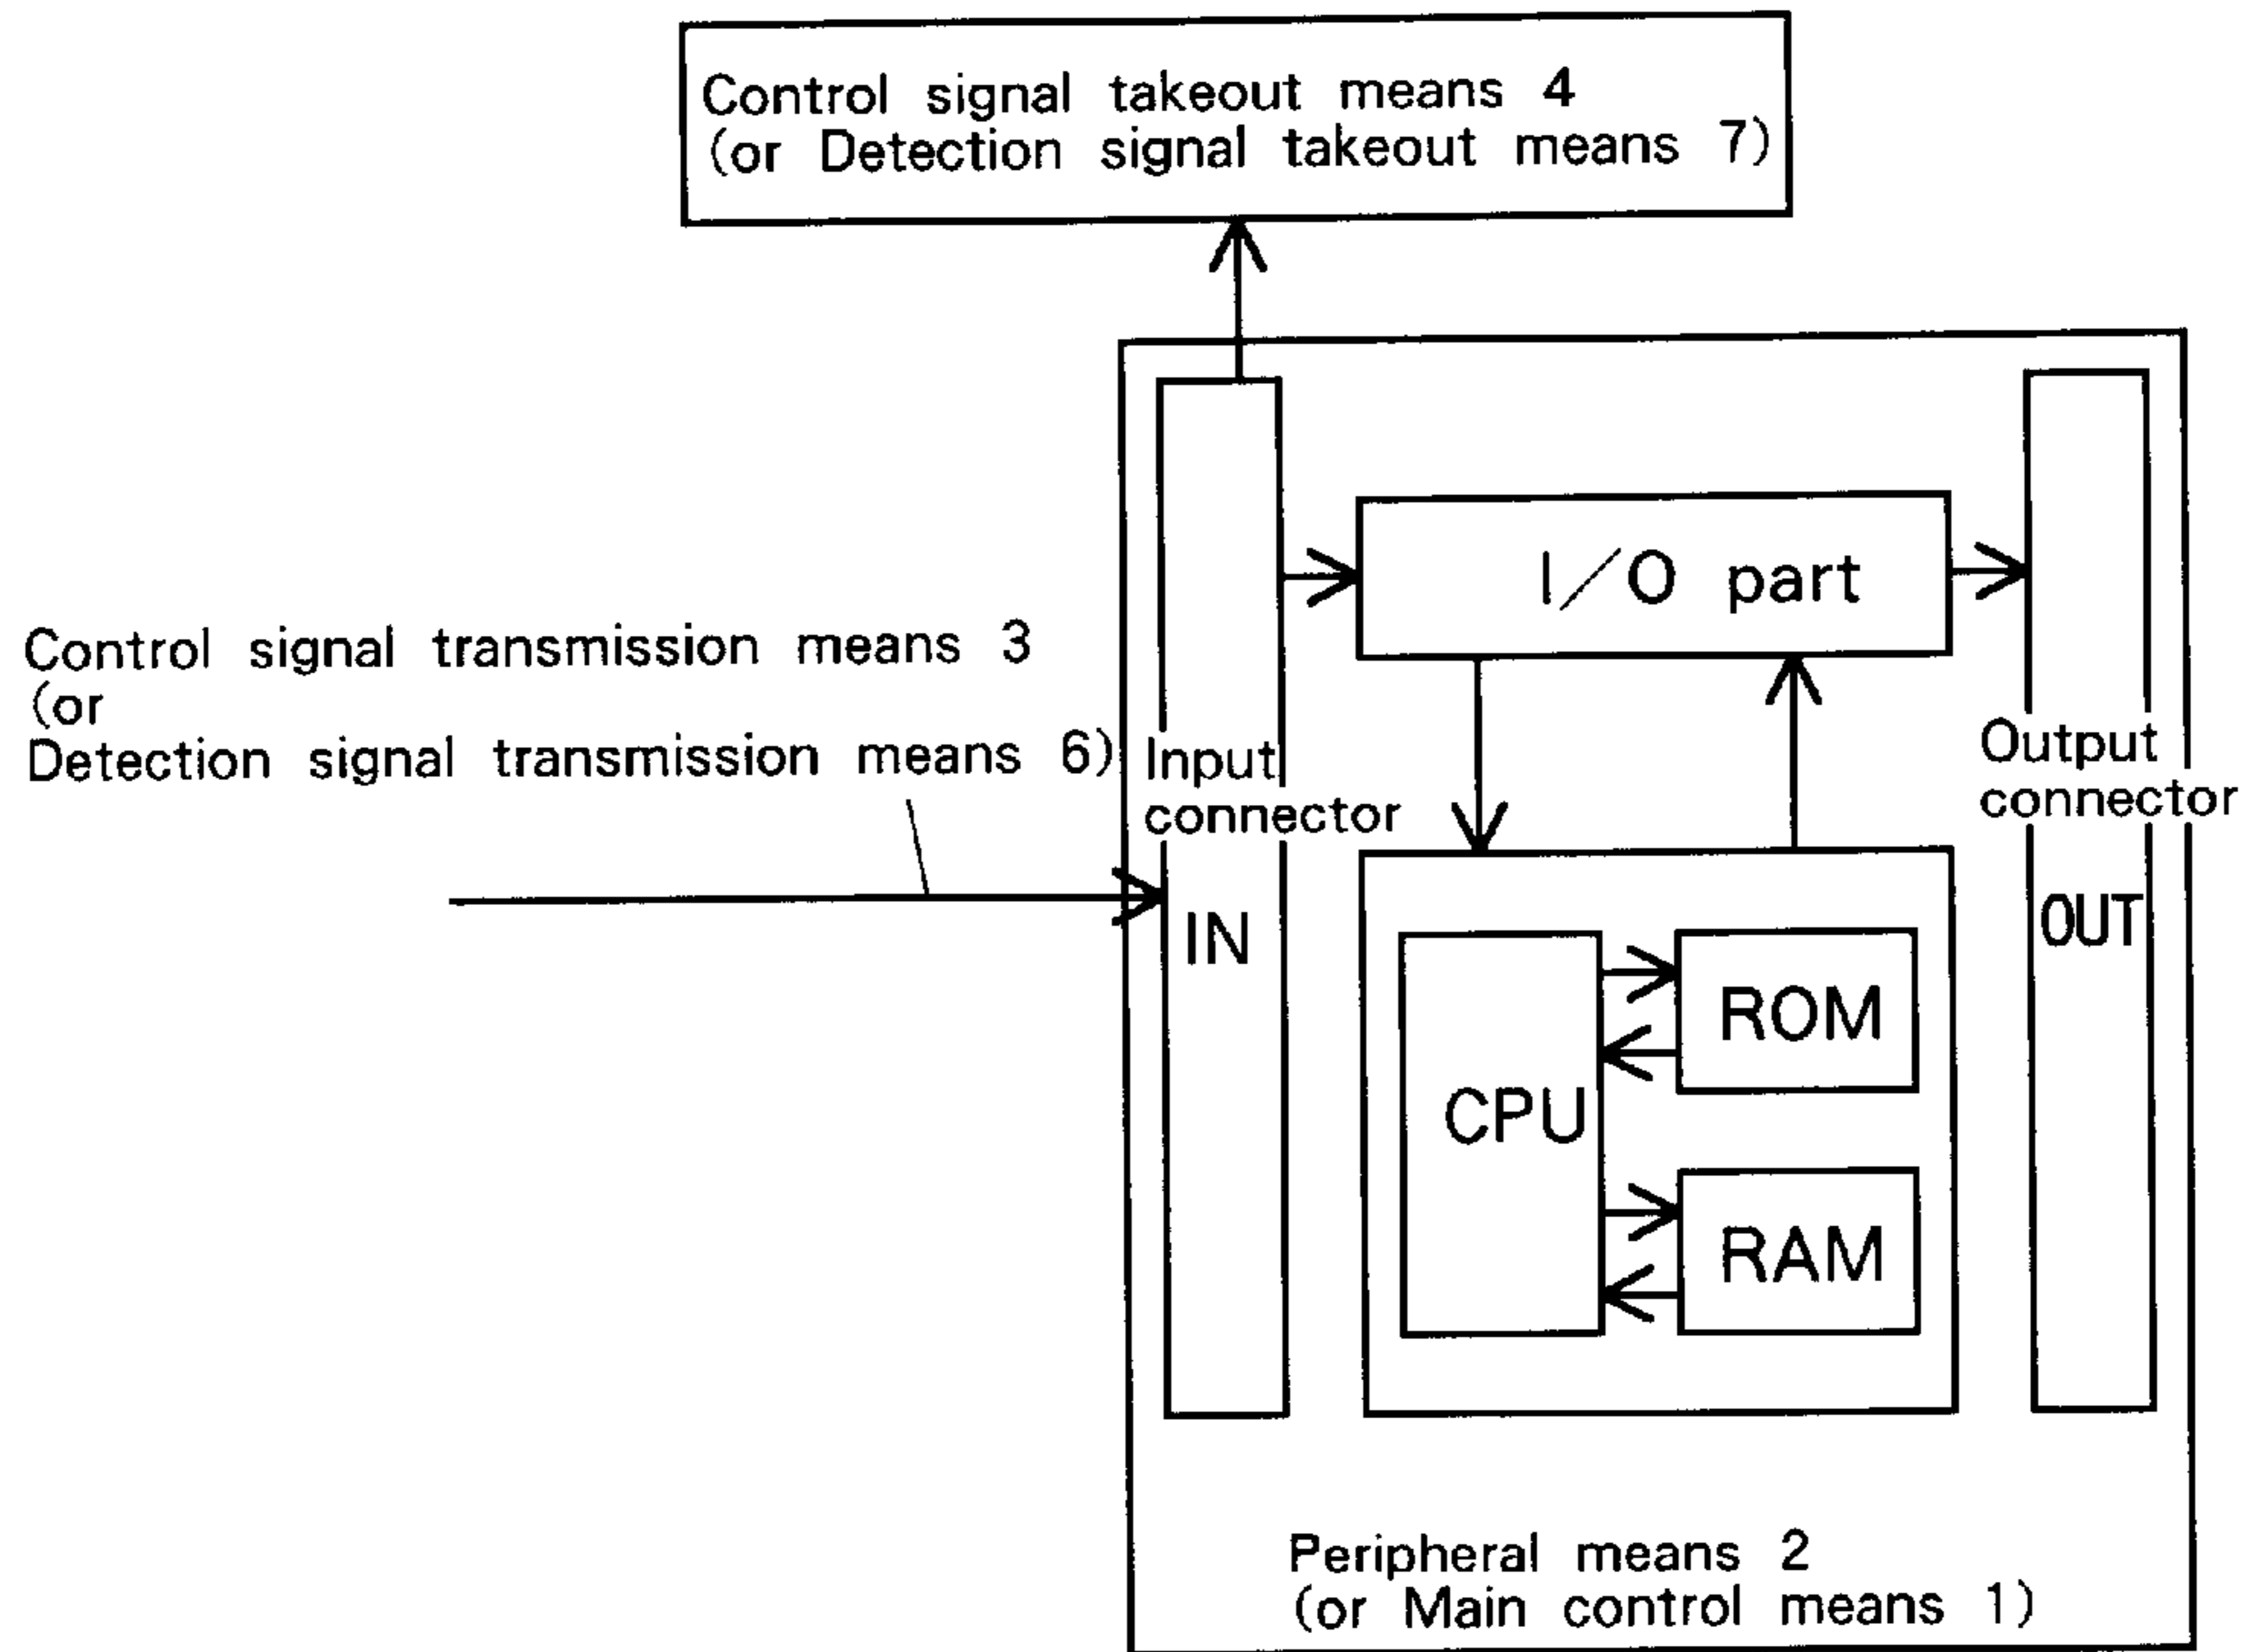 Control signal takeout means 4
(or Detection signal takeout means 7)
I/O part
Control signal transmission means 3
(or
Detection signal transmission means 6)
Input
connector
Output
connector
IN
OUT
CPU
ROM
RAM
Peripheral means 2
(or Main control means 1)